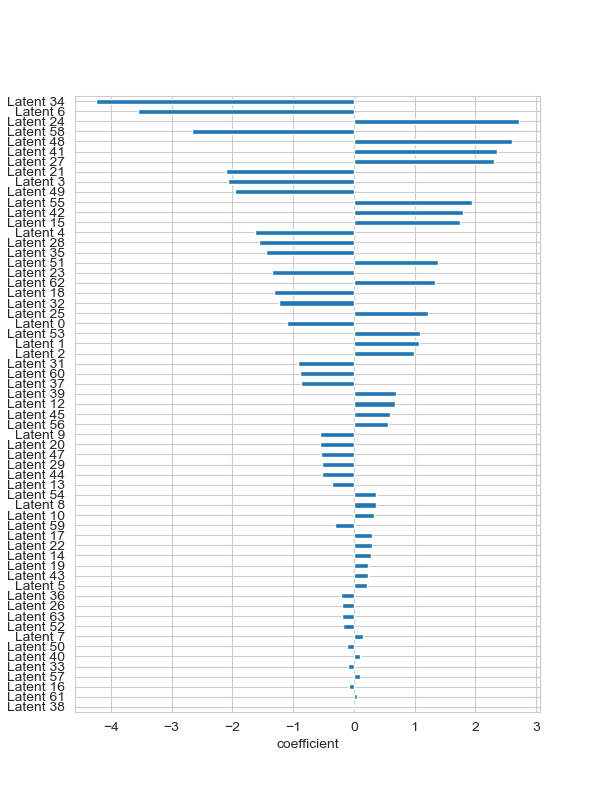 Latent 34
Latent 6
Latent 24
Latent 58
Latent 48
Latent 41
Latent 27
Latent 21
Latent 3
Latent 49
Latent 55
Latent 42
Latent 15
Latent 4
Latent 28
Latent 35
Latent 51
Latent 23
Latent 62
Latent 18
Latent 32
Latent 25
Latent 0
Latent 53
Latent 1
Latent 2
Latent 31
Latent 60
Latent 37
Latent 39
Latent 12
Latent 45
Latent 56
Latent 9
Latent 20
Latent 47
Latent 29
Latent 44
Latent 13
Latent 54
Latent 8
Latent 10
Latent 59
Latent 17
Latent 22
Latent 14
Latent 19
Latent 43
Latent 5
Latent 36
Latent 26
Latent 63
Latent 52
Latent 7
Latent 50
Latent 40
Latent 33
Latent 57
Latent 16
Latent 61
Latent 38
−4 −3 −2 −1 0 1 2 3
coefficient